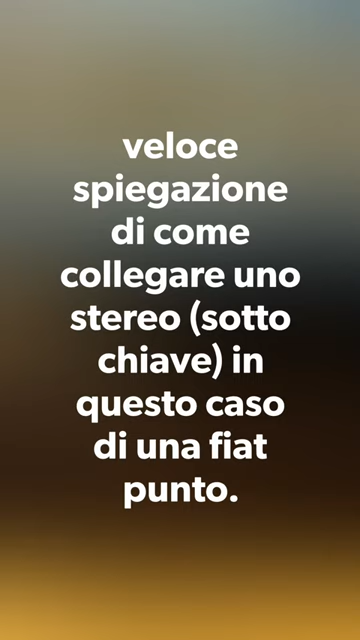 veloce
spiegazione
di come
collegare uno
stereo (sotto
chiave) in
questo caso
di una fiat
punto.